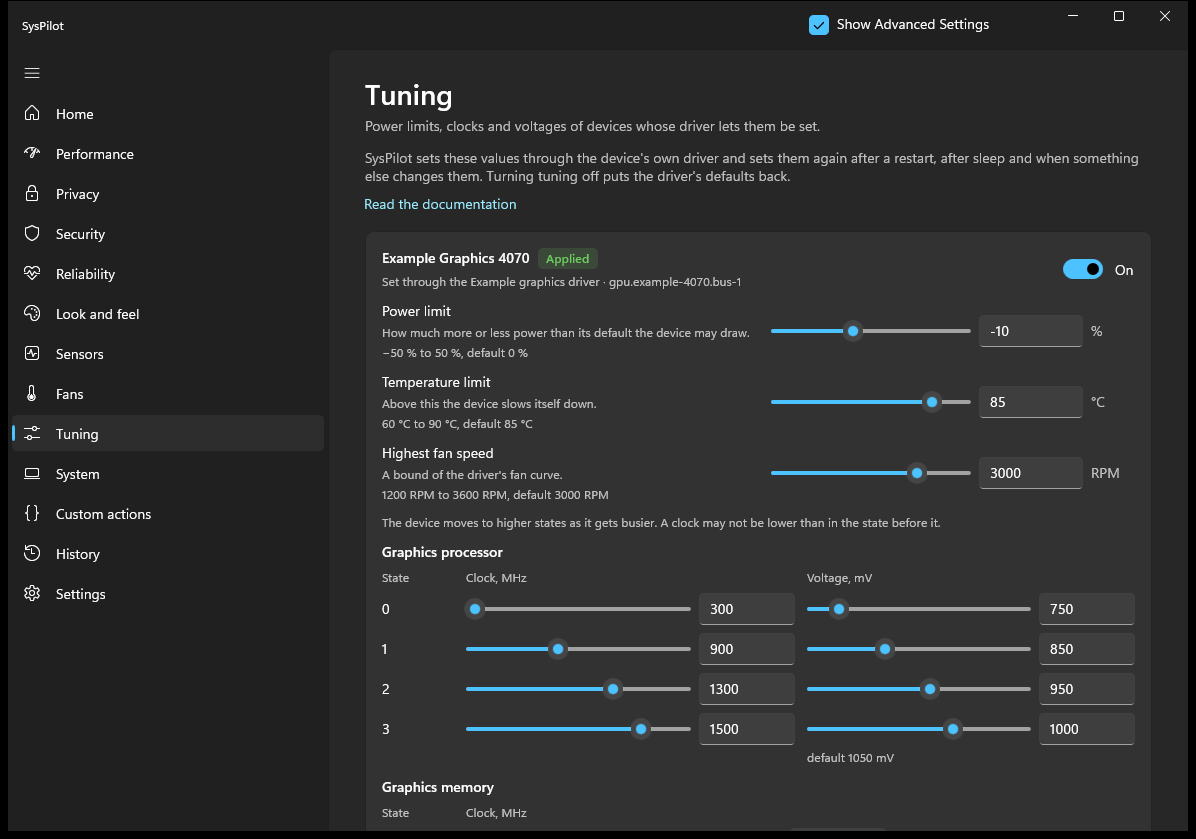 SysPilot
Show Advanced Settings
Home
Performance
Privacy
Security
Reliability
Look and feel
Sensors
Fans
Tuning
System
Custom actions
History
Settings
Tuning
Power limits, clocks and voltages of devices whose driver lets them be set.
SysPilot sets these values through the device's own driver and sets them again after a restart, after sleep and when something
else changes them. Turning tuning off puts the driver's defaults back.
Read the documentation
Example Graphics 4070 Applied
Set through the Example graphics driver · gpu.example-4070.bus-1
On
Power limit
How much more or less power than its default the device may draw.
−50 % to 50 %, default 0 %
-10 %
Temperature limit
Above this the device slows itself down.
60 °C to 90 °C, default 85 °C
85 °C
Highest fan speed
A bound of the driver's fan curve.
1200 RPM to 3600 RPM, default 3000 RPM
3000 RPM
The device moves to higher states as it gets busier. A clock may not be lower than in the state before it.
Graphics processor
State Clock, MHz Voltage, mV
0 300 750
1 900 850
2 1300 950
3 1500 1000
default 1050 mV
Graphics memory
State Clock, MHz